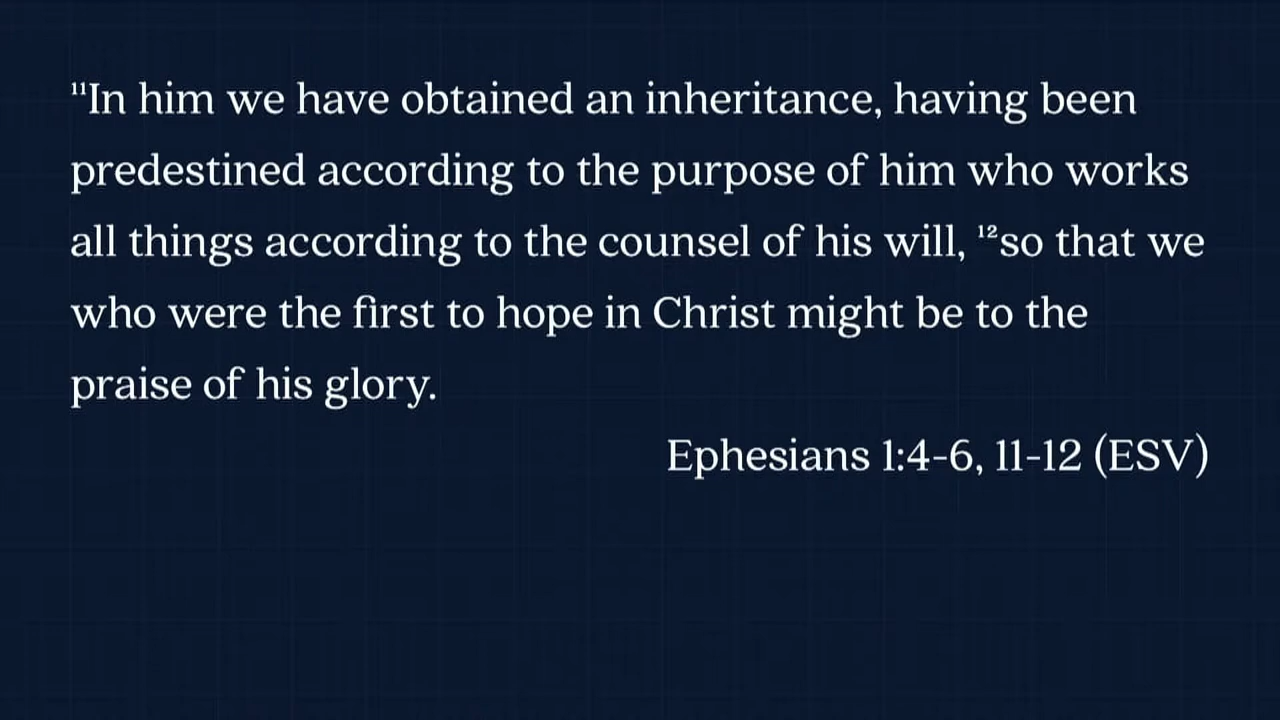 ¹¹In him we have obtained an inheritance, having been
predestined according to the purpose of him who works
all things according to the counsel of his will, ¹²so that we
who were the first to hope in Christ might be to the
praise of his glory.
Ephesians 1:4-6, 11-12 (ESV)